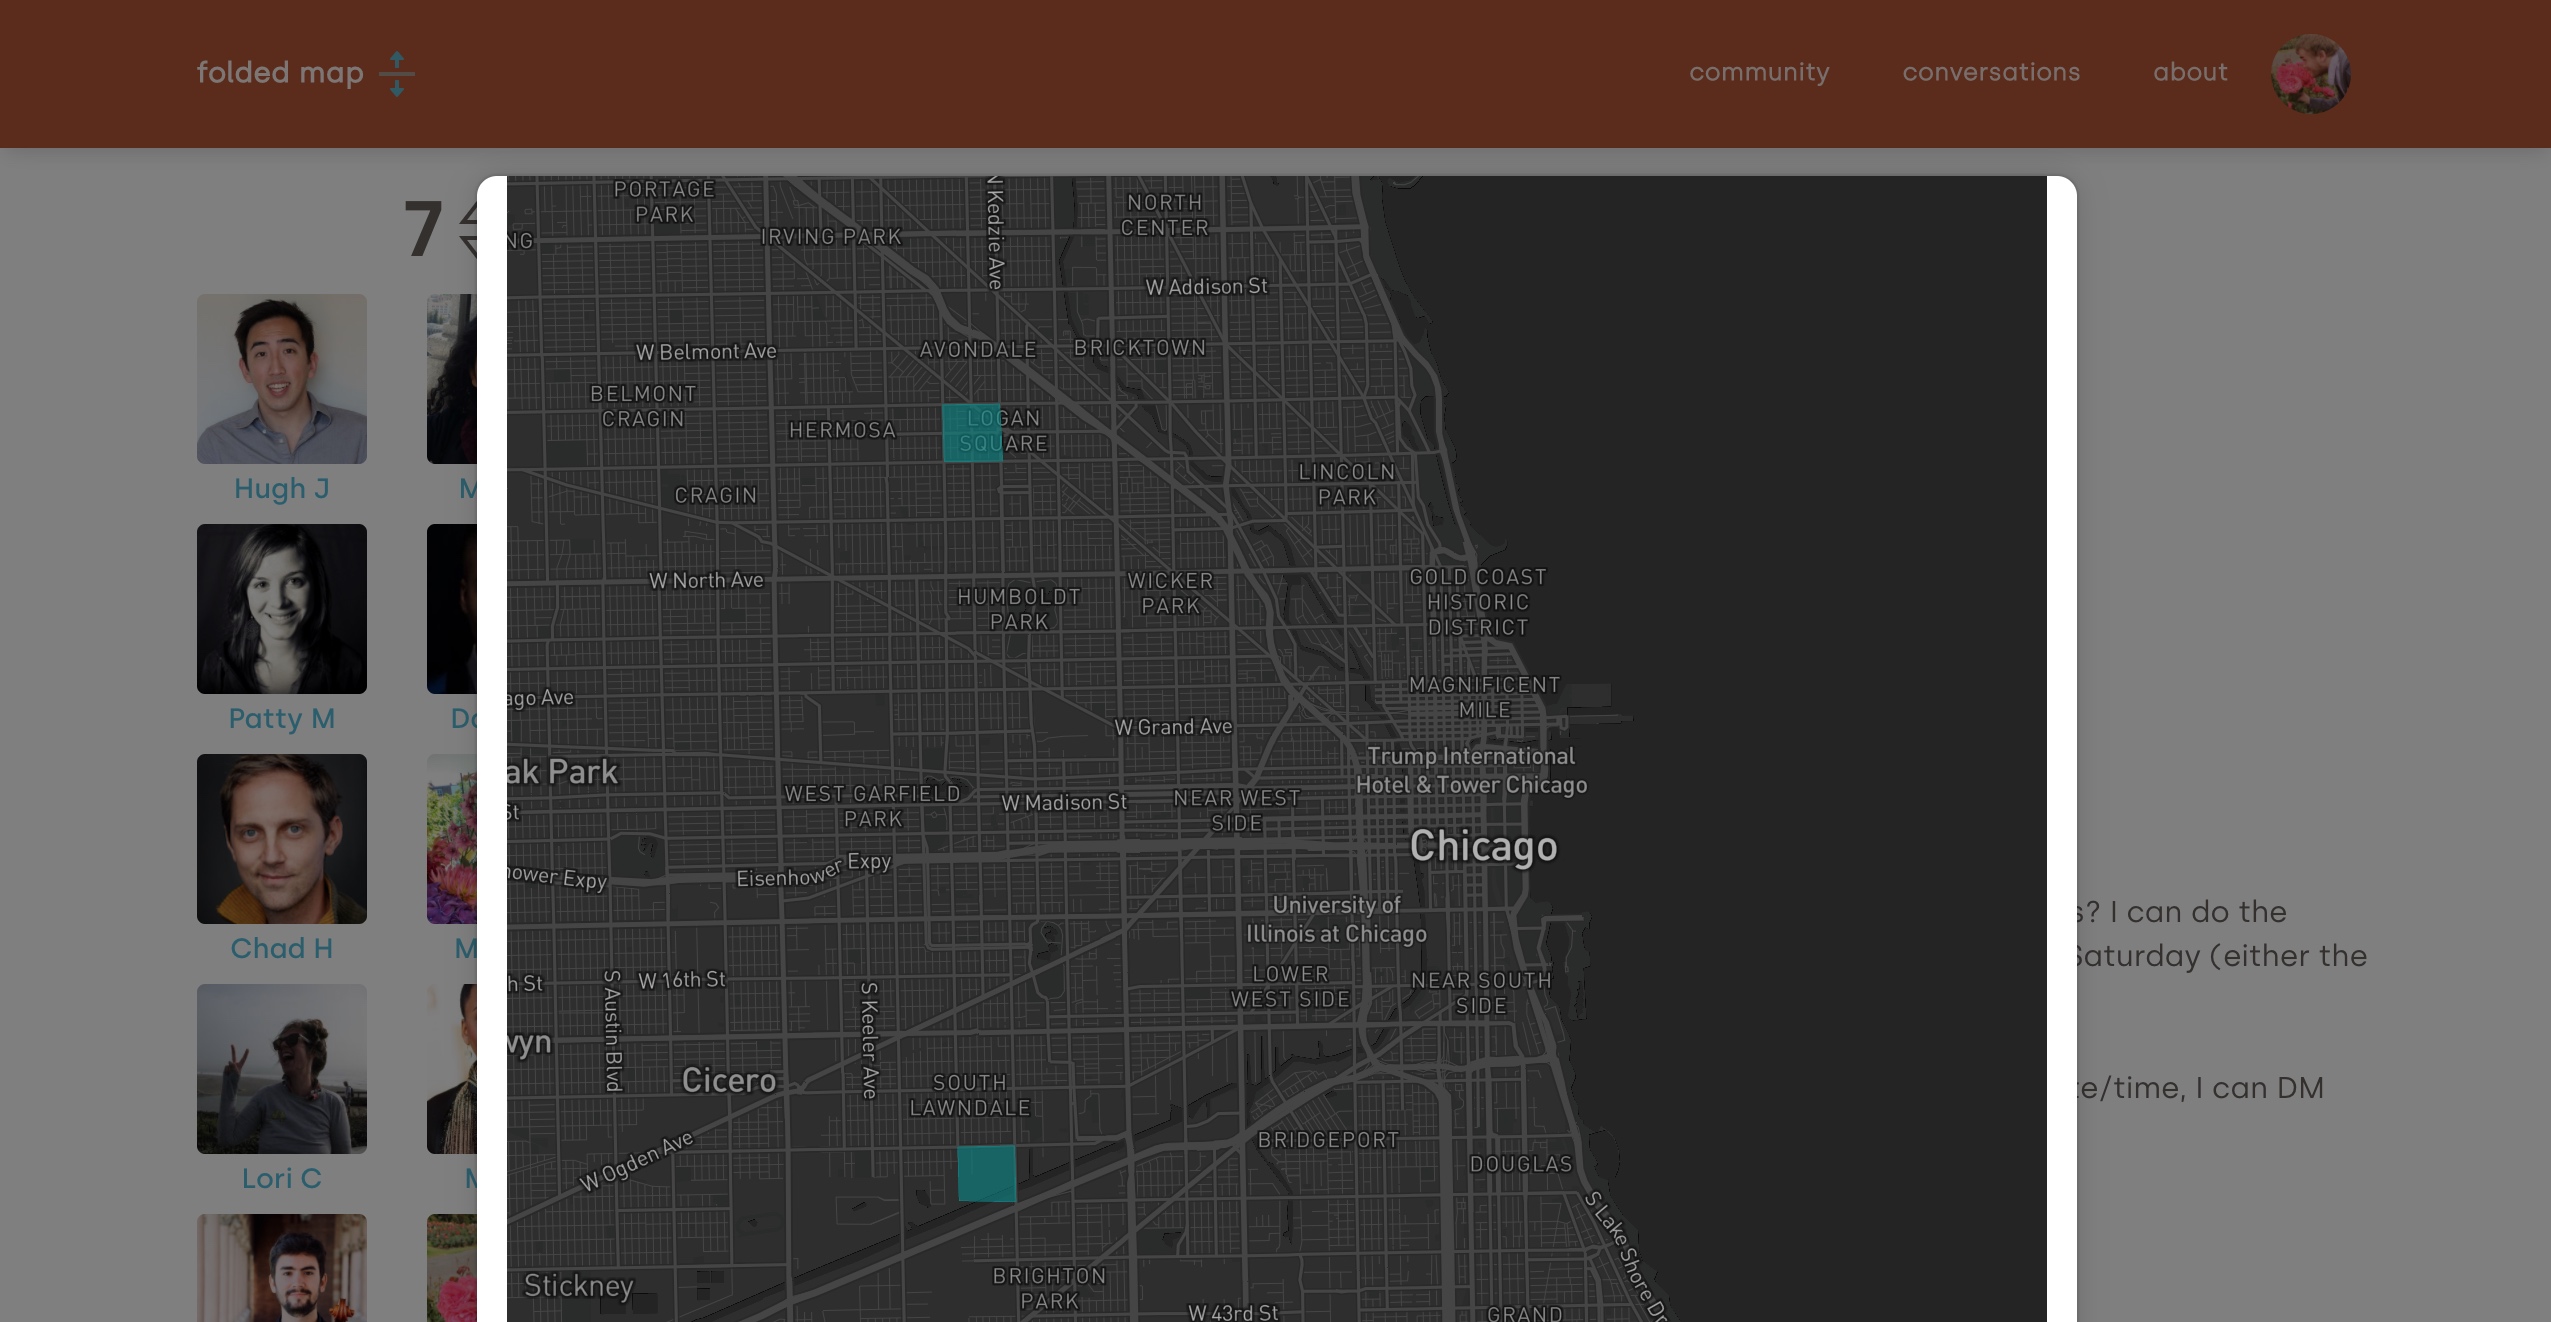 folded map
community
conversations
about
7
Hugh J
Patty M
Chad H
Lori C
PORTAGE
PARK
N Kedzie Ave
NORTH
CENTER
NG
IRVING PARK
W Addison St
W Belmont Ave
AVONDALE
BRICKTOWN
BELMONT
CRAGIN
HERMOSA
LOGAN
SQUARE
CRAGIN
LINCOLN
PARK
W North Ave
HUMBOLDT
PARK
WICKER
PARK
GOLD COAST
HISTORIC
DISTRICT
ago Ave
W Grand Ave
MAGNIFICENT
MILE
ak Park
St
Trump International
Hotel & Tower Chicago
WEST GARFIELD
PARK
W Madison St
NEAR WEST
SIDE
Chicago
ower Expy
Eisenhower Expy
University of
Illinois at Chicago
h St
S Austin Blvd
W 16th St
S Keeler Ave
LOWER
WEST SIDE
NEAR SOUTH
SIDE
wyn
Cicero
SOUTH
LAWNDALE
W Ogden Ave
BRIDGEPORT
DOUGLAS
S Lake Shore Dr
Stickney
BRIGHTON
PARK
W 43rd St
GRAND
s? I can do the
Saturday (either the
te/time, I can DM